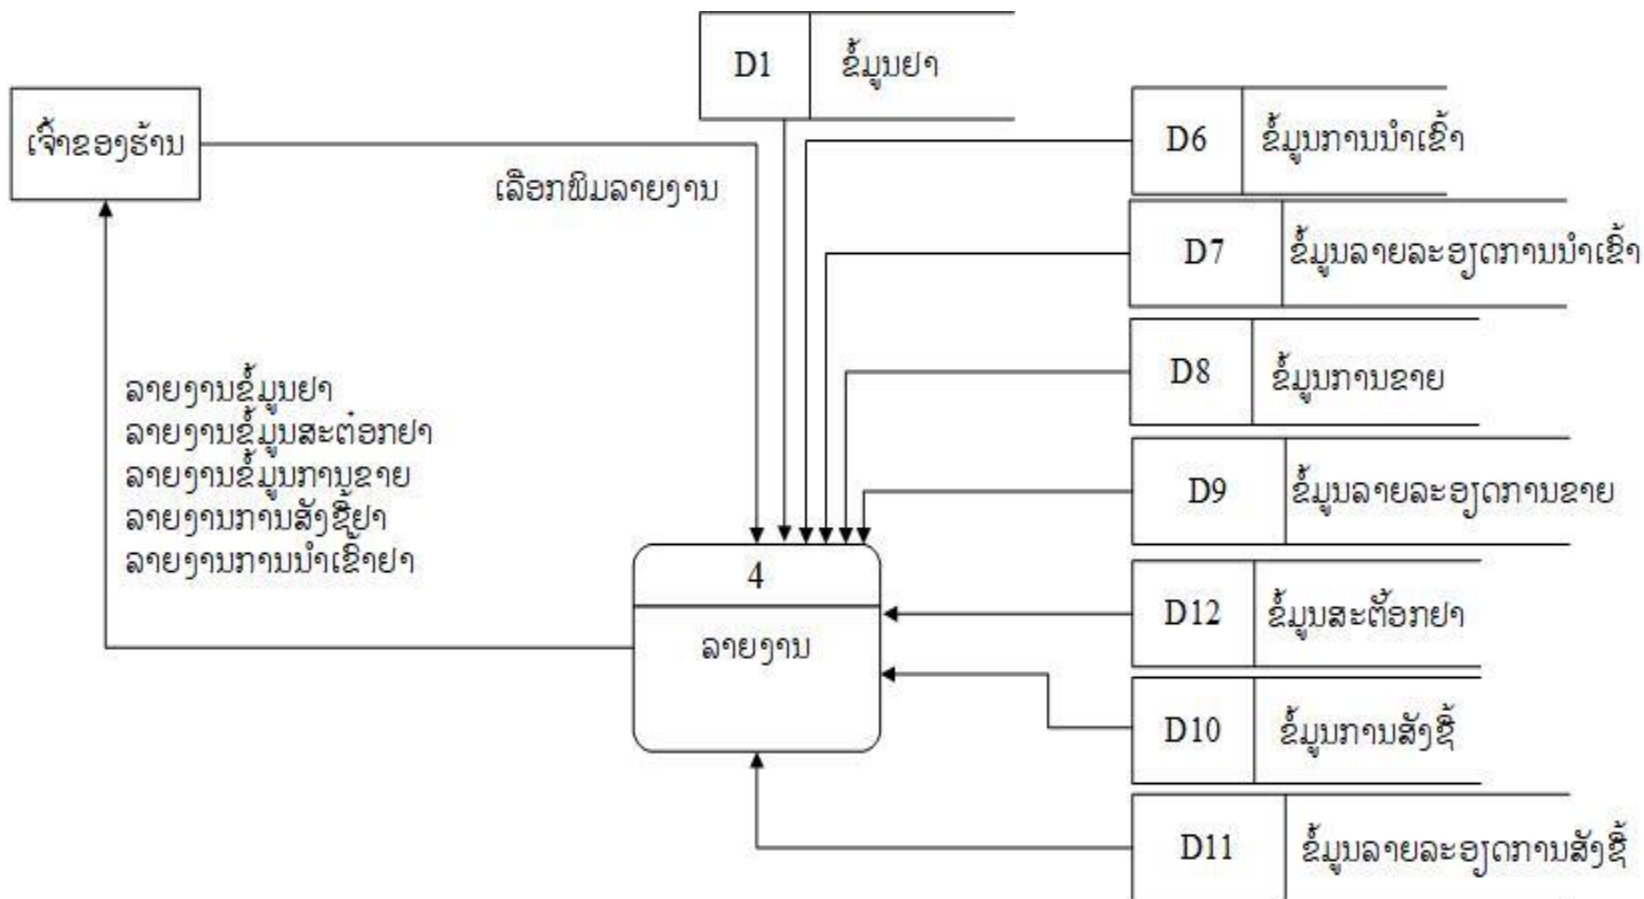 D1 ຂໍ້ມູນຢາ
ເຈົ້າຂອງຮ້ານ
D6 ຂໍ້ມູນການນຳເຂົ້າ
ເລືອກພິມລາຍງານ
D7 ຂໍ້ມູນລາຍລະອຽດການນຳເຂົ້າ
D8 ຂໍ້ມູນການຂາຍ
ລາຍງານຂໍ້ມູນຢາ
ລາຍງານຂໍ້ມູນສະຕ໋ອກຢາ
ລາຍງານຂໍ້ມູນການຂາຍ
ລາຍງານການສັ່ງຊື້ຢາ
ລາຍງານການນຳເຂົ້າຢາ
D9 ຂໍ້ມູນລາຍລະອຽດການຂາຍ
4
ລາຍງານ
D12 ຂໍ້ມູນສະຕັອກຢາ
D10 ຂໍ້ມູນການສັ່ງຊື້
D11 ຂໍ້ມູນລາຍລະອຽດການສັ່ງຊື້